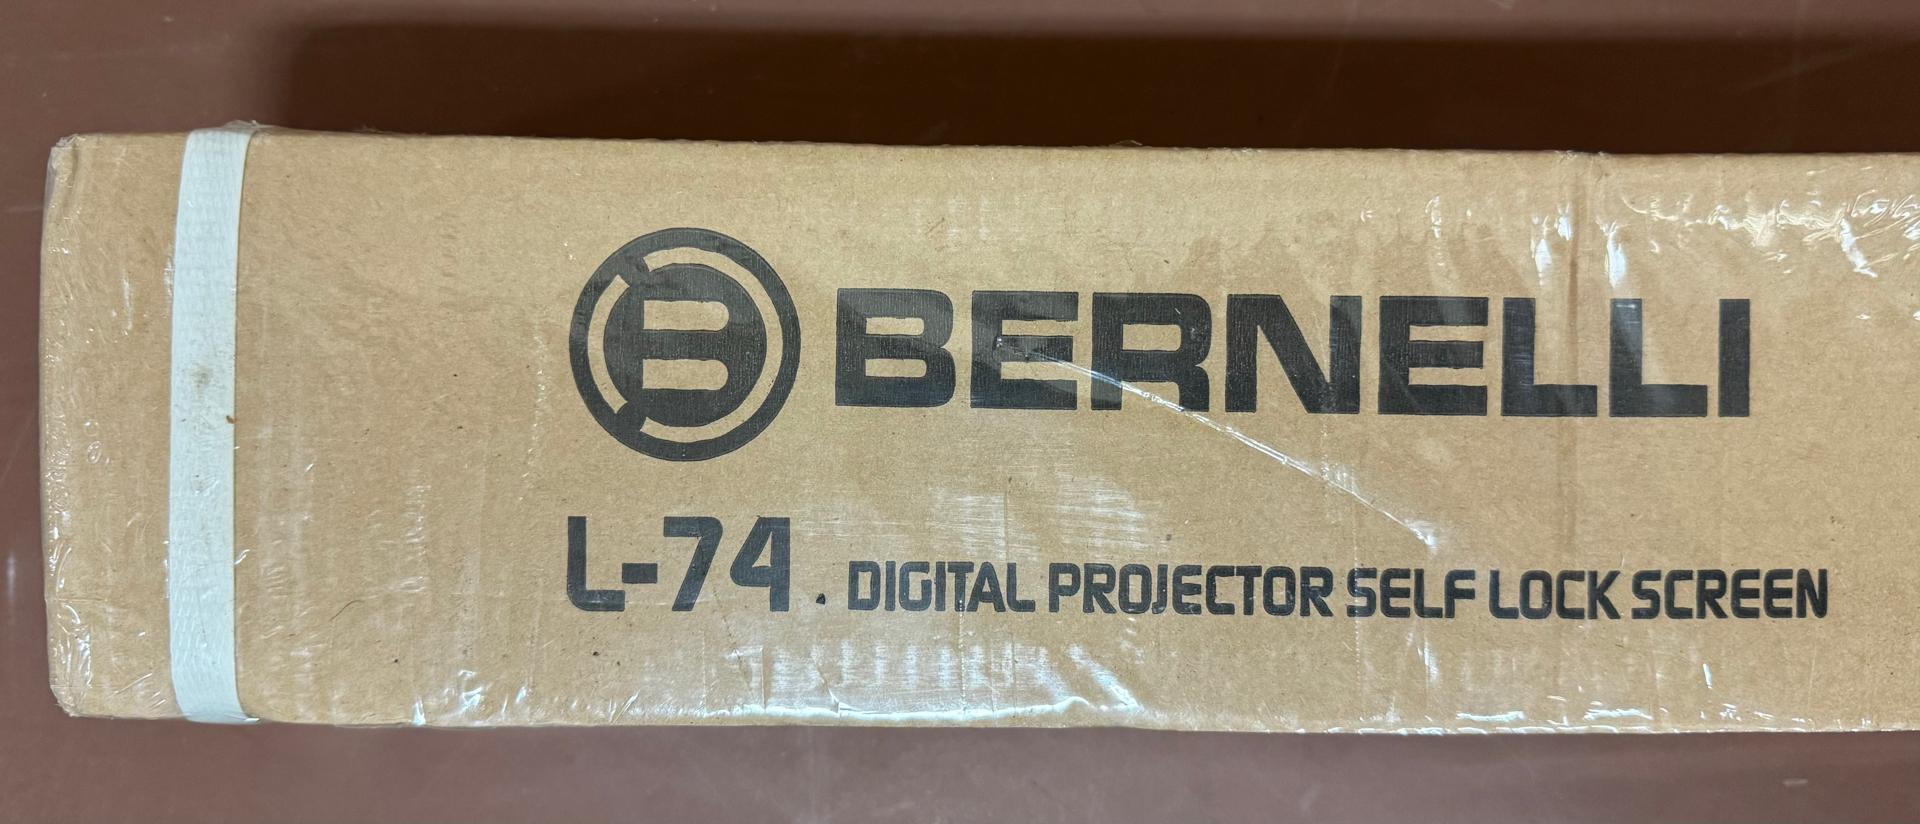 B BERNELLI
L-74. DIGITAL PROJECTOR SELF LOCK SCREEN